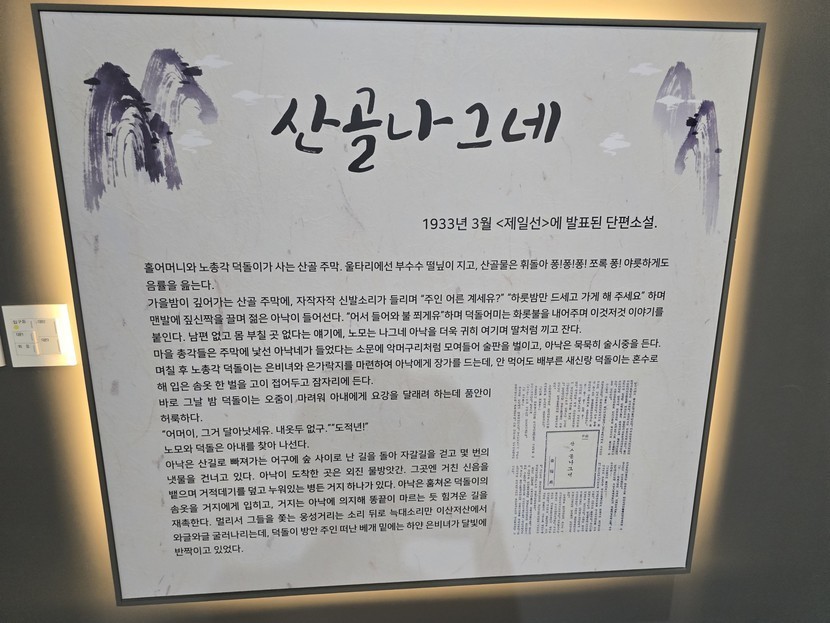 산골나그네
1933년 3월 <제일선>에 발표된 단편소설.
홀어머니와 노총각 덕돌이가 사는 산골 주막. 울타리에선 부수수 떨닢이 지고, 산골물은 휘돌아 퐁!퐁!퐁! 쪼록 퐁! 야릇하게도
음률을 읊는다.
가을밤이 깊어가는 산골 주막에, 자작자작 신발소리가 들리며 “주인 어른 계세유?” “하룻밤만 드세고 가게 해 주세요” 하며
맨발에 짚신짝을 끌며 젊은 아낙이 들어선다. “어서 들어와 불 쬐게유”하며 덕돌어미는 화롯불을 내어주며 이것저것 이야기를
붙인다. 남편 없고 몸 부칠 곳 없다는 얘기에, 노모는 나그네 아낙을 더욱 귀히 여기며 딸처럼 끼고 잔다.
마을 총각들은 주막에 낯선 아낙네가 들었다는 소문에 악머구리처럼 모여들어 술판을 벌이고, 아낙은 묵묵히 술시중을 든다.
며칠 후 노총각 덕돌이는 은비녀와 은가락지를 마련하여 아낙에게 장가를 드는데, 안 먹어도 배부른 새신랑 덕돌이는 혼수로
해 입은 솜옷 한 벌을 고이 접어두고 잠자리에 든다.
바로 그날 밤 덕돌이는 오줌이 마려워 아내에게 요강을 달래려 하는데 품안이
허룩하다.
“어머이, 그거 달아낫세유. 내옷두 없구.”“도적년!”
노모와 덕돌은 아내를 찾아 나선다.
아낙은 산길로 빠져가는 어구에 숲 사이로 난 길을 돌아 자갈길을 걷고 몇 번의
냇물을 건너고 있다. 아낙이 도착한 곳은 외진 물방앗간. 그곳엔 거친 신음을
뱉으며 거적데기를 덮고 누워있는 병든 거지 하나가 있다. 아낙은 훔쳐온 덕돌이의
솜옷을 거지에게 입히고, 거지는 아낙에 의지해 똥끝이 마르는 듯 힘겨운 길을
재촉한다. 멀리서 그들을 쫓는 웅성거리는 소리 뒤로 늑대소리만 이산저산에서
와글와글 굴러나리는데, 덕돌이 방안 주인 떠난 베개 밑에는 하얀 은비녀가 달빛에
반짝이고 있었다.